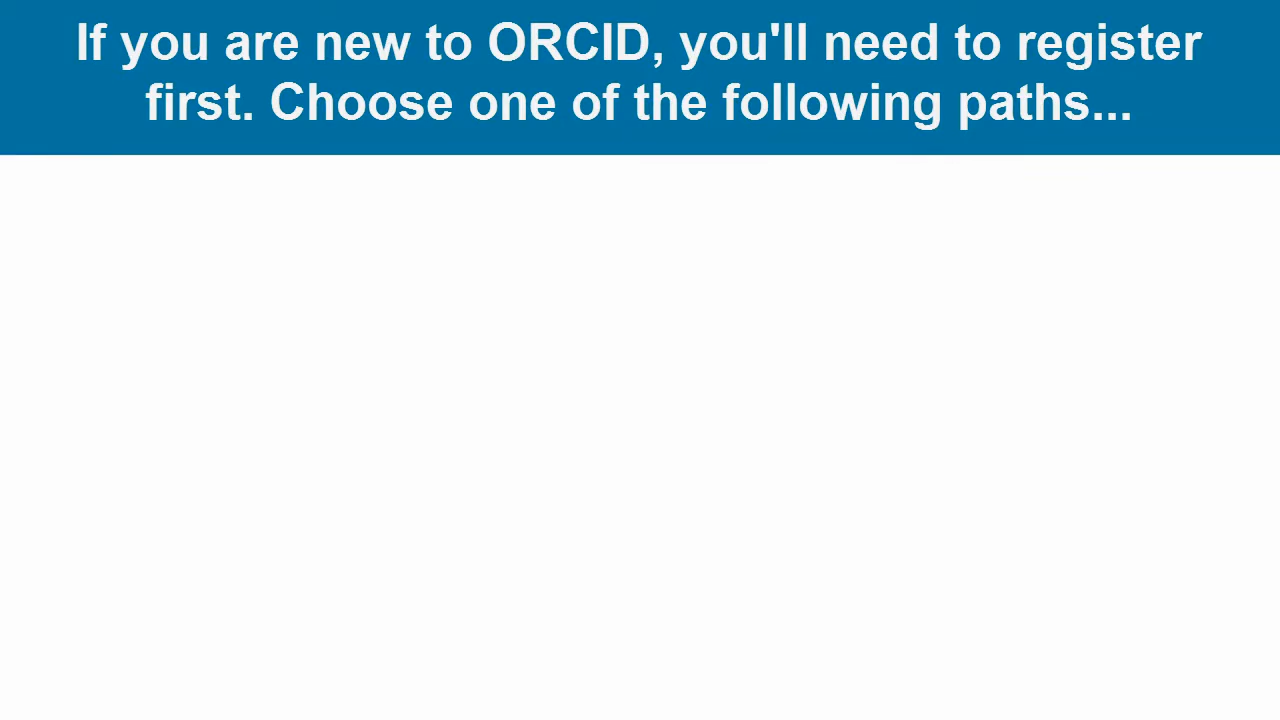 If you are new to ORCID, you'll need to register
first. Choose one of the following paths...